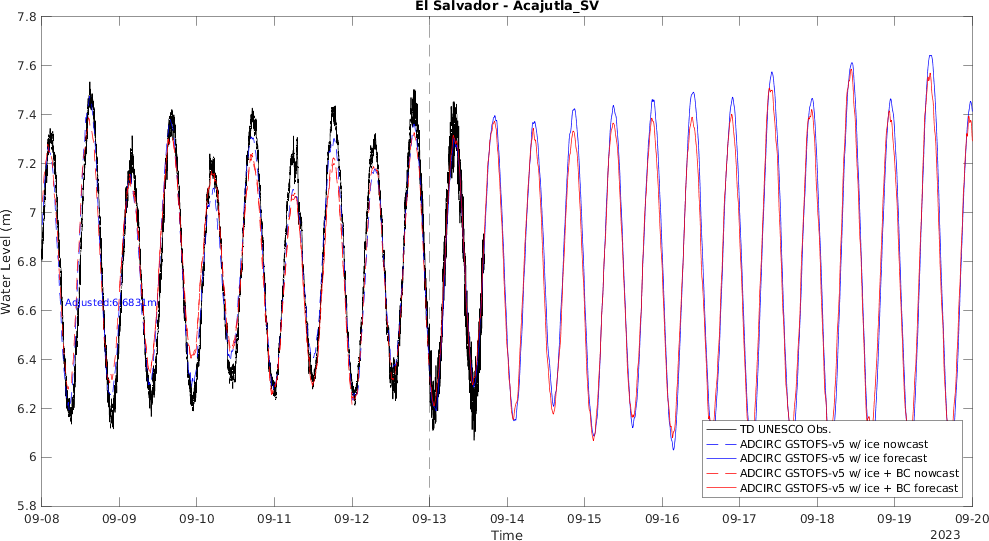 El Salvador - Acajutla_SV
7.8
7.6
7.4
7.2
7
6.8
6.6
6.4
6.2
6
5.8
Water Level (m)
Adjusted:6.6831m
TD UNESCO Obs.
ADCIRC GSTOFS-v5 w/ ice nowcast
ADCIRC GSTOFS-v5 w/ ice forecast
ADCIRC GSTOFS-v5 w/ ice + BC nowcast
ADCIRC GSTOFS-v5 w/ ice + BC forecast
09-08 09-09 09-10 09-11 09-12 09-13 09-14 09-15 09-16 09-17 09-18 09-19 09-20
Time
2023